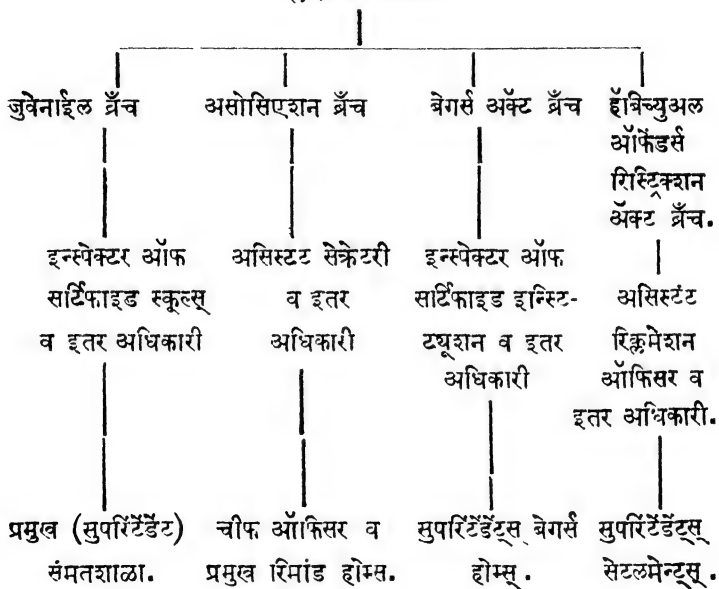 जुवेनाईल ब्रँच
असोसिएशन ब्रँच
बेगर्स अॅक्ट ब्रँच
हॅबिच्युअल
ऑफेंडर्स
रिस्ट्रिक्शन
अॅक्ट ब्रँच.
इन्स्पेक्टर ऑफ
सर्टिफाइड स्कूल्स्
व इतर अधिकारी
असिस्टट सेक्रेटरी
व इतर
अधिकारी
इन्स्पेक्टर ऑफ
सर्टिफाइड इन्स्टि-
ट्यूशन व इतर
अधिकारी
असिस्टंट
रिक्लमेशन
ऑफिसर व
इतर अधिकारी.
प्रमुख (सुपरिंटेंडेंट)
संमतशाळा.
चीफ ऑफिसर व
प्रमुख रिमांड होम्स.
सुपरिंटेंडेंट्स बेगर्स
होम्स्.
सुपरिंटेंडेंट्स्
सेटलमेन्ट्स्.